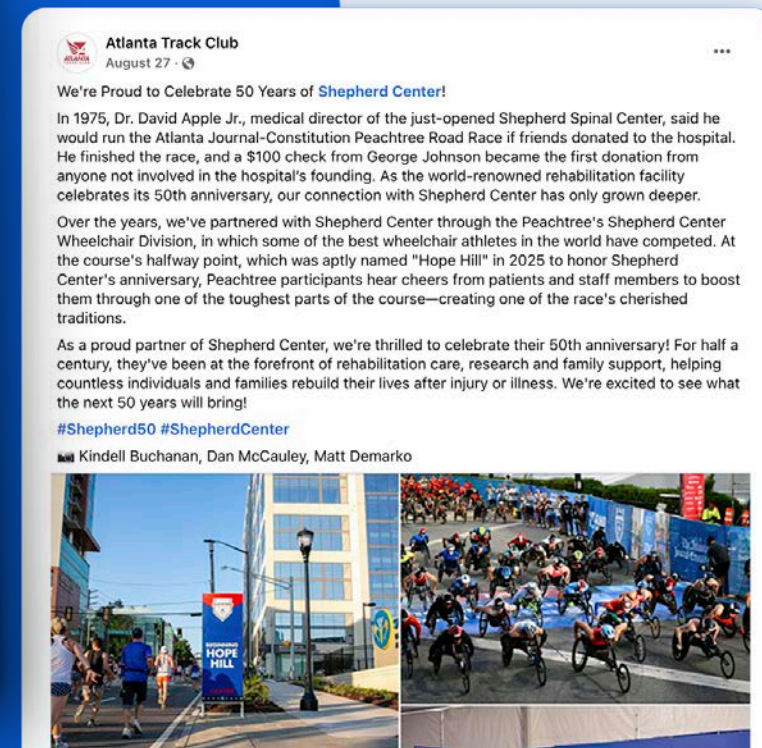 Atlanta Track Club
August 27 ·
We're Proud to Celebrate 50 Years of Shepherd Center!
In 1975, Dr. David Apple Jr., medical director of the just-opened Shepherd Spinal Center, said he
would run the Atlanta Journal-Constitution Peachtree Road Race if friends donated to the hospital.
He finished the race, and a $100 check from George Johnson became the first donation from
anyone not involved in the hospital's founding. As the world-renowned rehabilitation facility
celebrates its 50th anniversary, our connection with Shepherd Center has only grown deeper.
Over the years, we've partnered with Shepherd Center through the Peachtree's Shepherd Center
Wheelchair Division, in which some of the best wheelchair athletes in the world have competed. At
the course's halfway point, which was aptly named "Hope Hill" in 2025 to honor Shepherd
Center's anniversary, Peachtree participants hear cheers from patients and staff members to boost
them through one of the toughest parts of the course—creating one of the race's cherished
traditions.
As a proud partner of Shepherd Center, we're thrilled to celebrate their 50th anniversary! For half a
century, they've been at the forefront of rehabilitation care, research and family support, helping
countless individuals and families rebuild their lives after injury or illness. We're excited to see what
the next 50 years will bring!
#Shepherd50 #ShepherdCenter
Kindell Buchanan, Dan McCauley, Matt Demarko
BEGINNING
HOPE
HILL